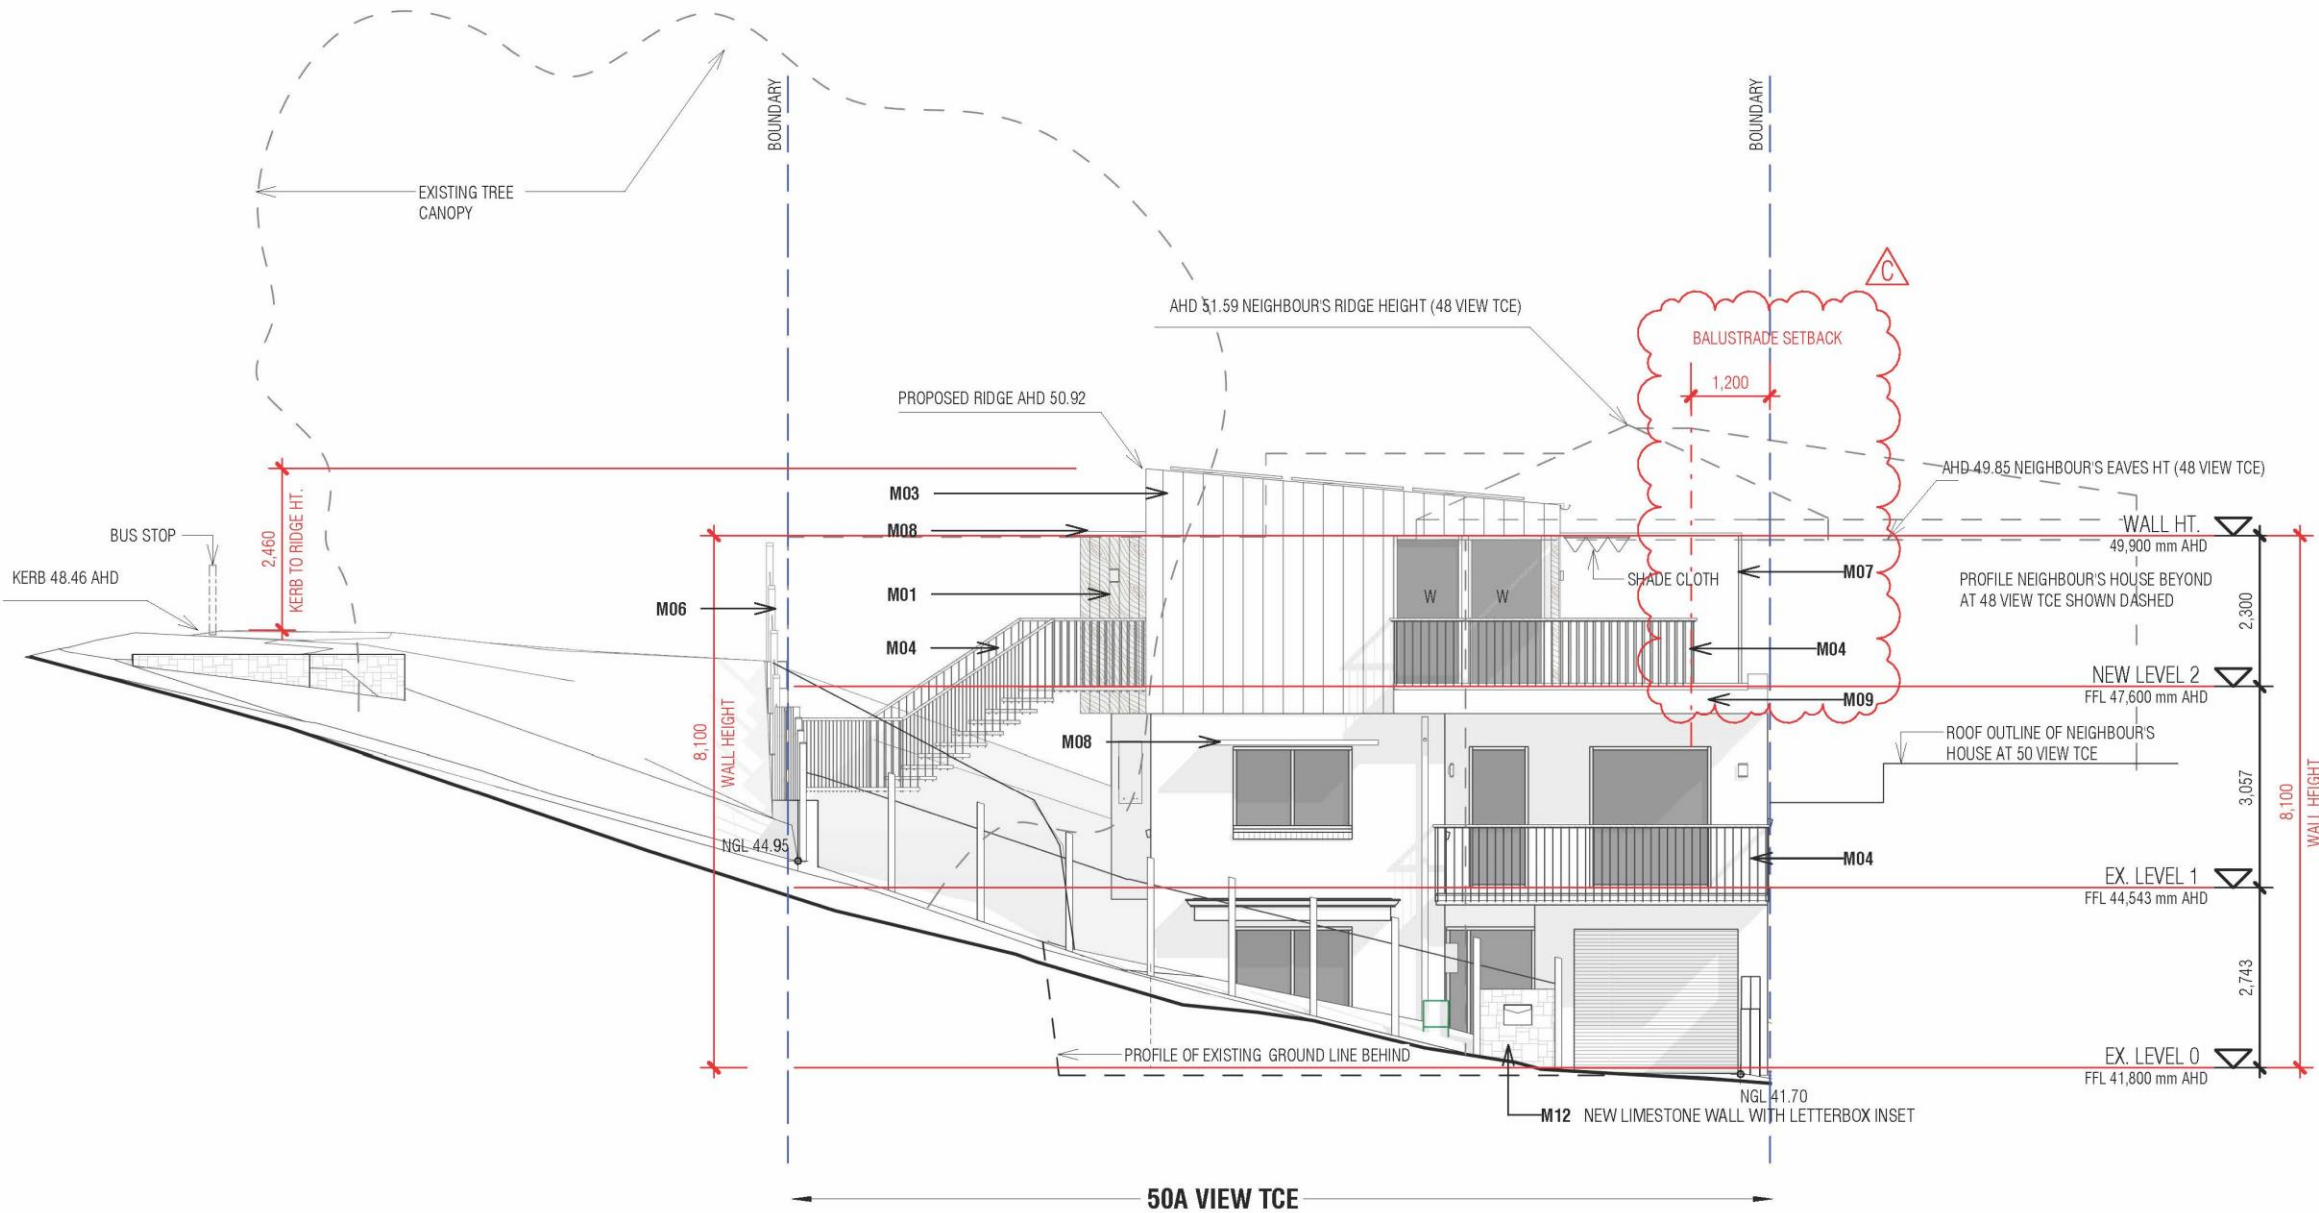 BOUNDARY
BOUNDARY
EXISTING TREE
CANOPY
C
AHD 51.59 NEIGHBOUR'S RIDGE HEIGHT (48 VIEW TCE)
BALUSTRADE SETBACK
1,200
PROPOSED RIDGE AHD 50.92
AHD 49.85 NEIGHBOUR'S EAVES HT (48 VIEW TCE)
M03
M08
BUS STOP
2,460
KERB TO RIDGE HT.
WALL HT.
49,900 mm AHD
KERB 48.46 AHD
M06
M01
W
W
SHADE CLOTH
M07
PROFILE NEIGHBOUR'S HOUSE BEYOND
AT 48 VIEW TCE SHOWN DASHED
2,300
M04
M04
NEW LEVEL 2
FFL 47,600 mm AHD
M09
8,100
WALL HEIGHT
M08
ROOF OUTLINE OF NEIGHBOUR'S
HOUSE AT 50 VIEW TCE
3,057
8,100
WALL HEIGHT
NGL 44.95
M04
EX. LEVEL 1
FFL 44,543 mm AHD
2,743
PROFILE OF EXISTING GROUND LINE BEHIND
EX. LEVEL 0
FFL 41,800 mm AHD
NGL 41.70
M12 NEW LIMESTONE WALL WITH LETTERBOX INSET
50A VIEW TCE